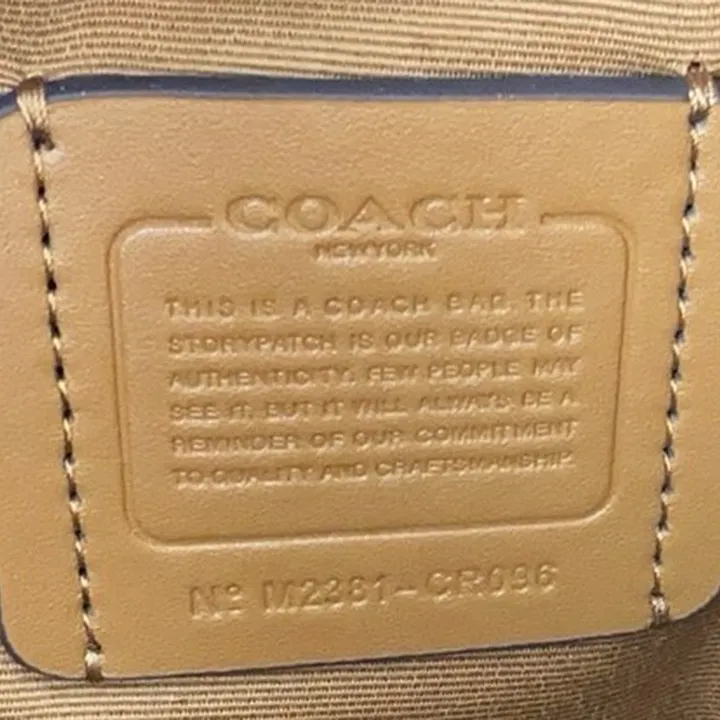 COACH
NEW YORK
THIS IS A COACH BAG. THE
STORYPATCH IS OUR BADGE OF
AUTHENTICITY. FEW PEOPLE MAY
SEE IT, BUT IT WILL ALWAYS BE A
REMINDER OF OUR COMMITMENT
TO QUALITY AND CRAFTSMANSHIP.
Nº M2381-CR096